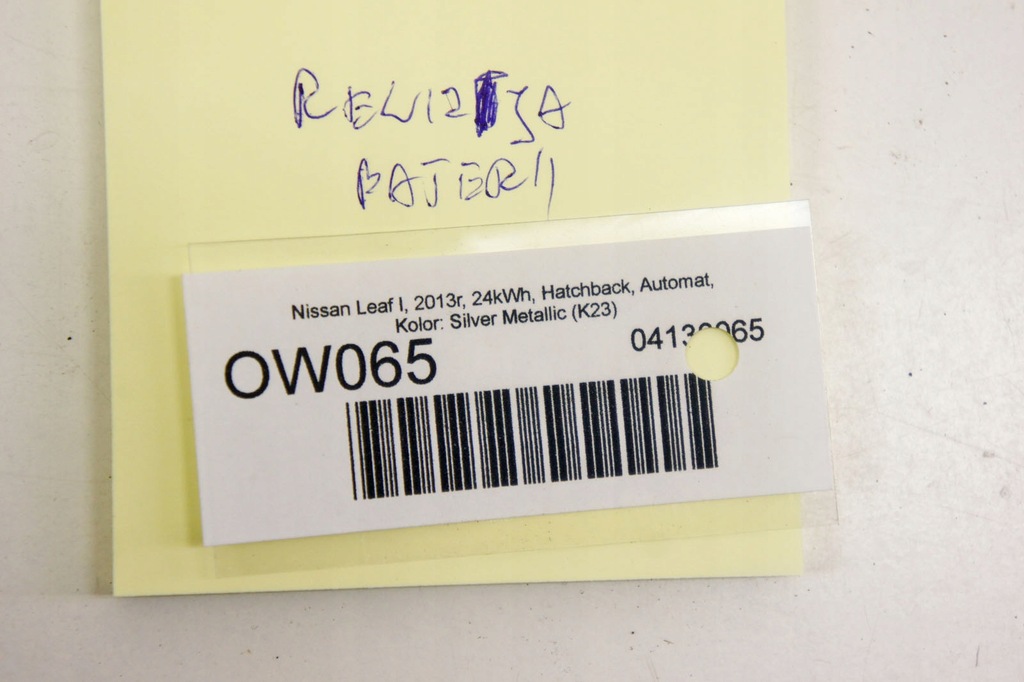 REWIZJA
BATERII
Nissan Leaf I, 2013r, 24kWh, Hatchback, Automat,
Kolor: Silver Metallic (K23)
OW065